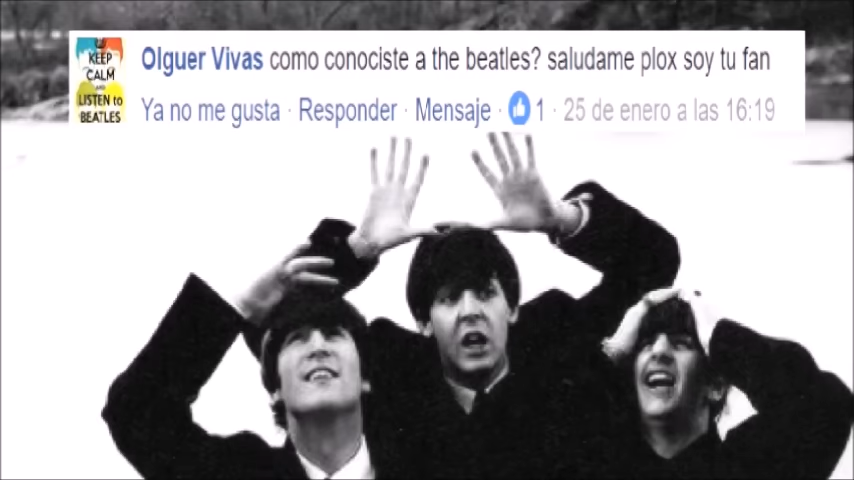 KEEP
CALM
AND
LISTEN to
BEATLES
Olguer Vivas como conociste a the beatles? saludame plox soy tu fan
Ya no me gusta · Responder · Mensaje · 1 · 25 de enero a las 16:19